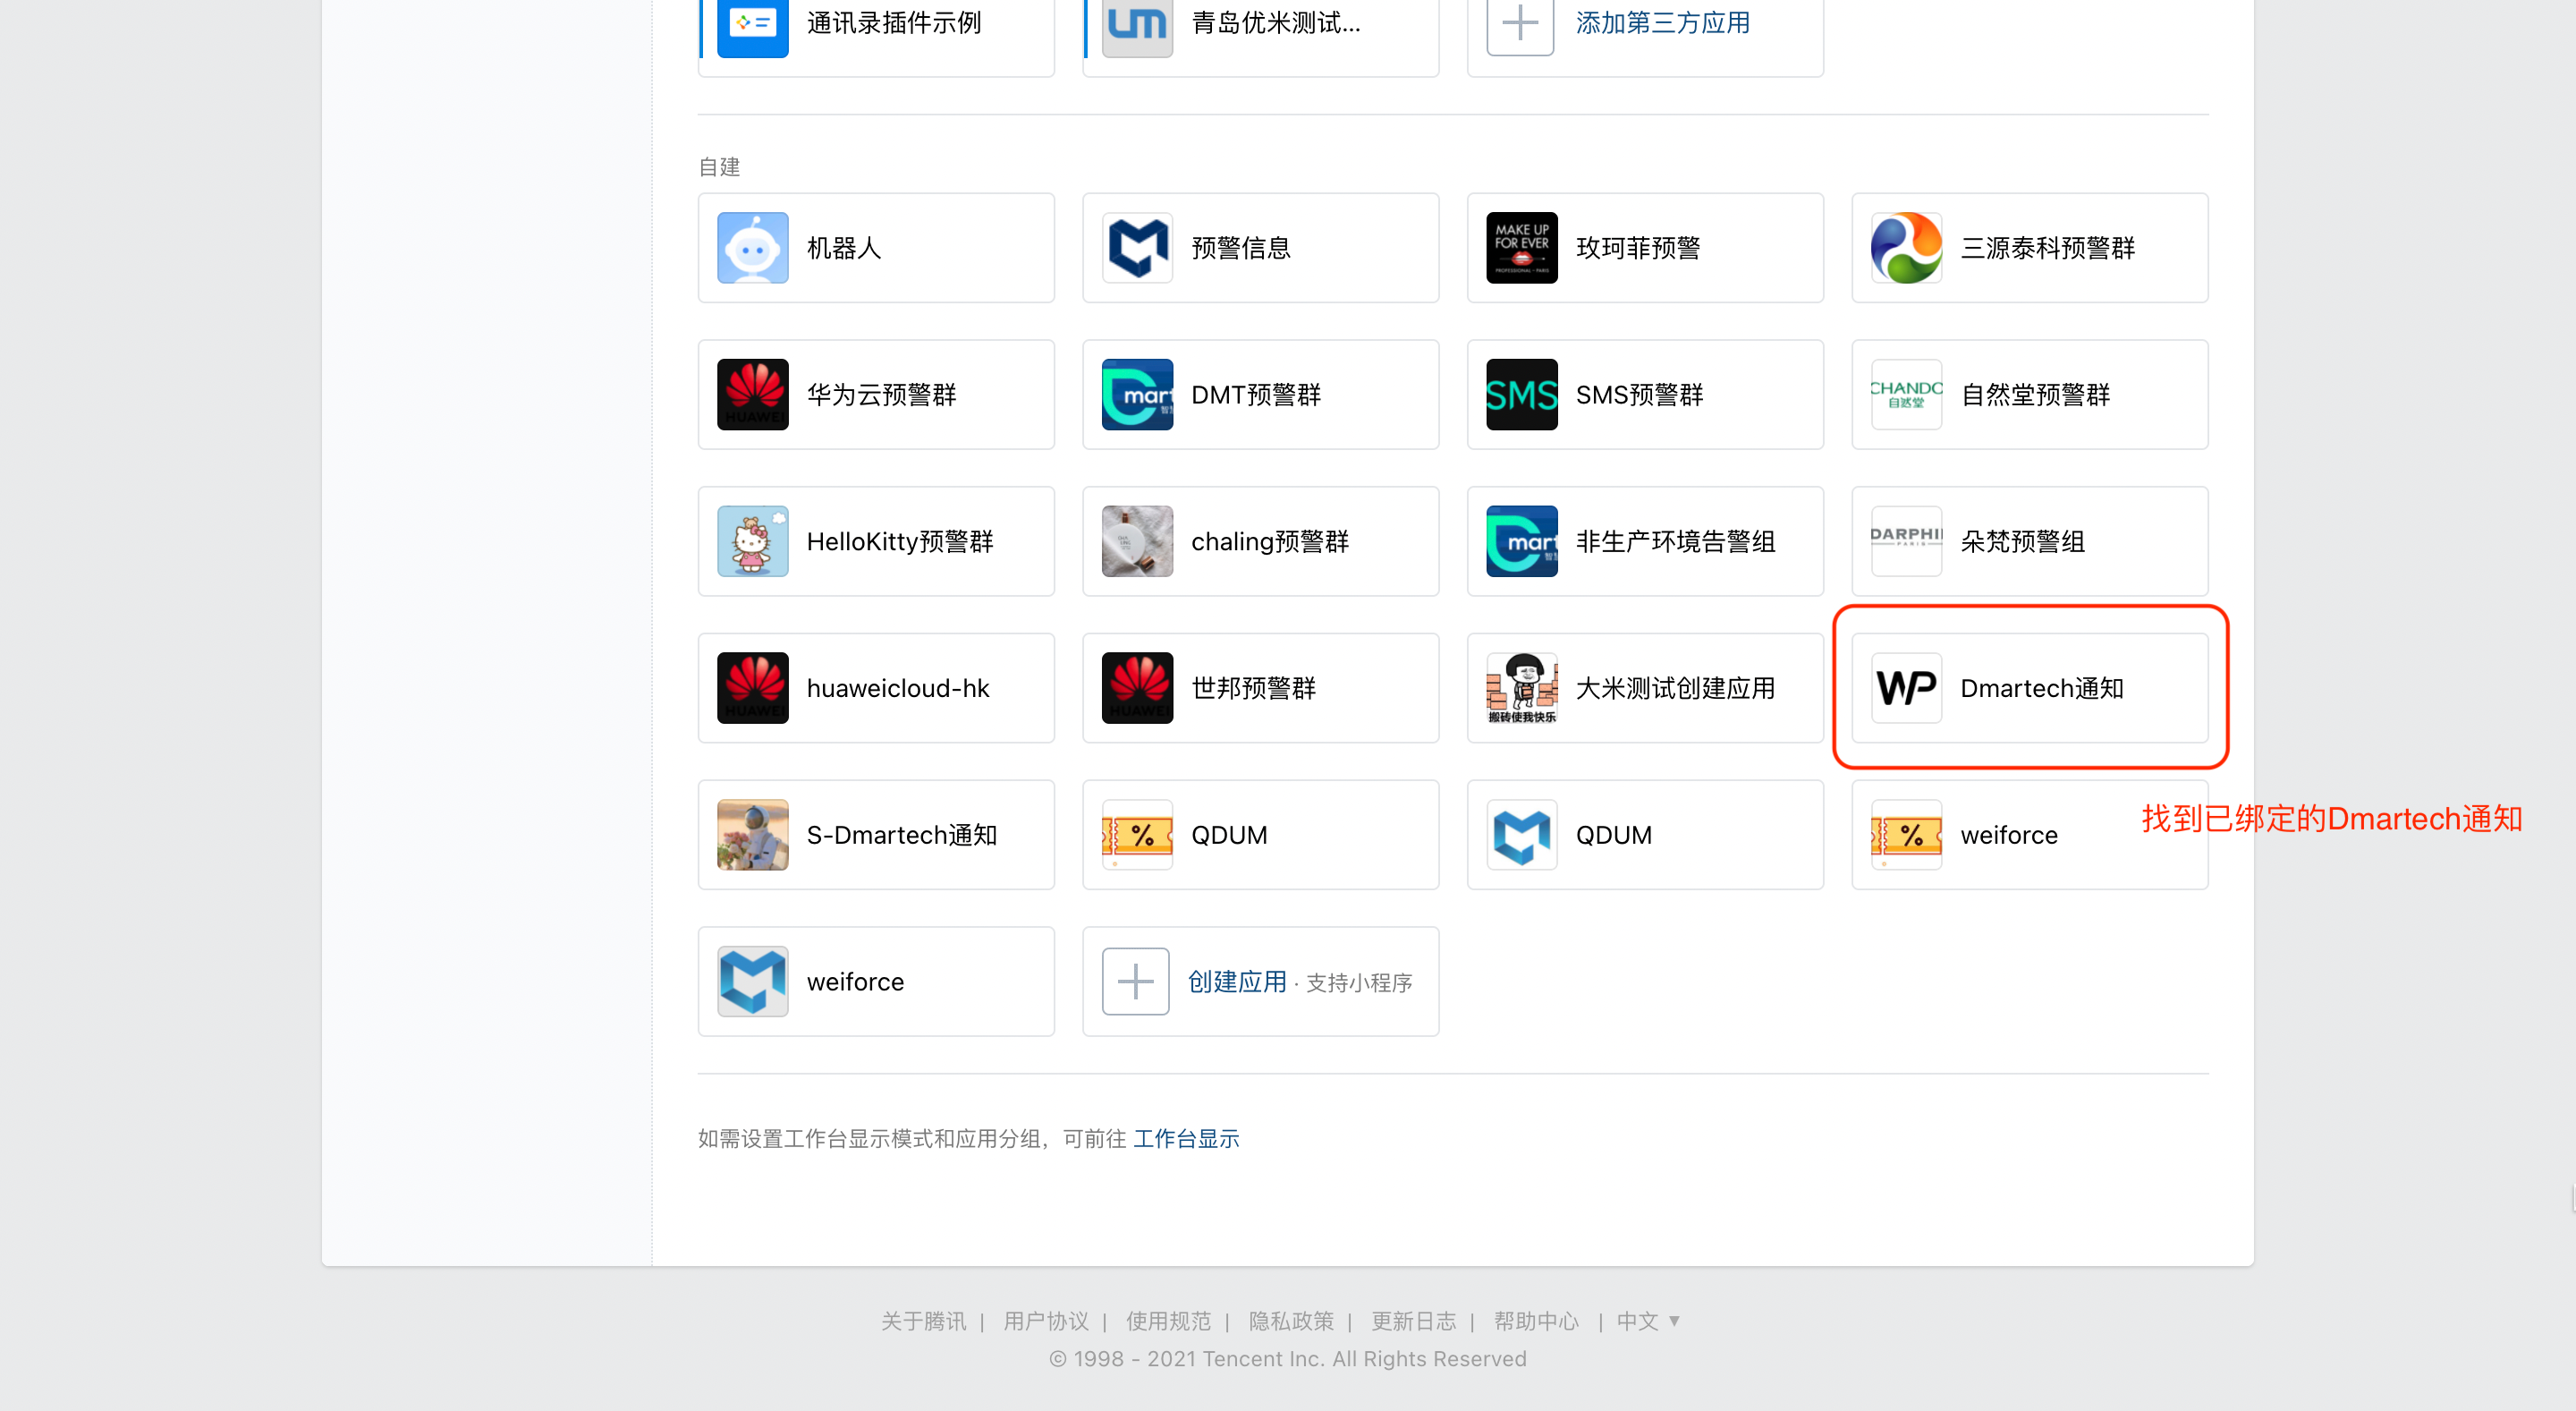 通讯录插件示例
um
青岛优米测试...
添加第三方应用
自建
机器人
预警信息
MAKE UP
FOR EVER
PROFESSIONAL - PARIS
玫珂菲预警
三源泰科预警群
HUAWEI
华为云预警群
mart
DMT预警群
SMS
SMS预警群
CHANDO
自然堂
自然堂预警群
HelloKitty预警群
chaling预警群
mart
非生产环境告警组
DARPHI
PARIS
朵梵预警组
HUAWEI
huaweicloud-hk
HUAWEI
世邦预警群
搬砖使我快乐
大米测试创建应用
WP
Dmartech通知
S-Dmartech通知
%
QDUM
QDUM
%
weiforce
找到已绑定的Dmartech通知
weiforce
创建应用 · 支持小程序
如需设置工作台显示模式和应用分组，可前往 工作台显示
关于腾讯 | 用户协议 | 使用规范 | 隐私政策 | 更新日志 | 帮助中心 | 中文 ▼
© 1998 - 2021 Tencent Inc. All Rights Reserved